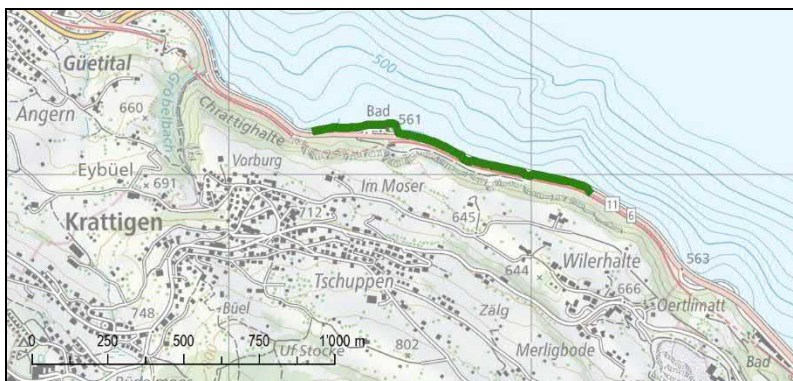 500
Güetital
Bad
561
Angern
660
Gröbelbach
Chrattighalte
Vorburg
Eybüel
691
Im Moser
11
6
712
645
Krattigen
Wilerhalte
563
644
Tschuppen
666
Oertlimatt
748
Büel
Zälg
Bad
0 250 500 750 1'000 m
Uf Stocke
802
Merligbode